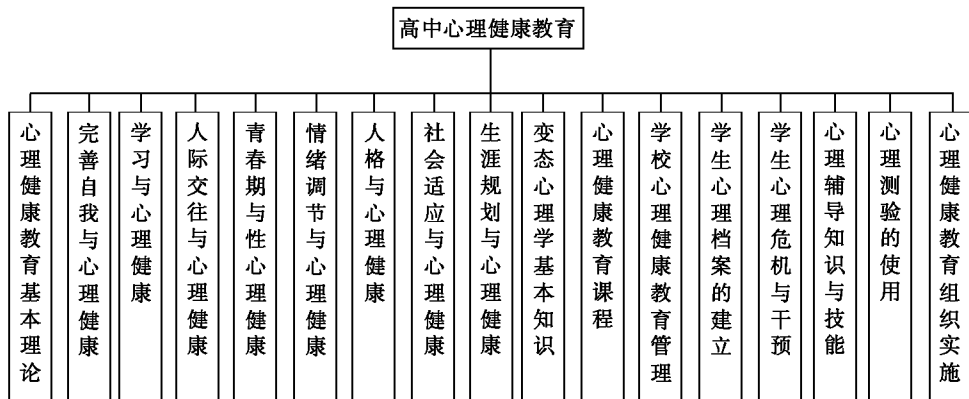 高中心理健康教育
心理健康教育基本理论
完善自我与心理健康
学习与心理健康
人际交往与心理健康
青春期与性心理健康
情绪调节与心理健康
人格与心理健康
社会适应与心理健康
生涯规划与心理健康
变态心理学基本知识
心理健康教育课程
学校心理健康教育管理
学生心理档案的建立
学生心理危机与干预
心理辅导知识与技能
心理测验的使用
心理健康教育组织实施